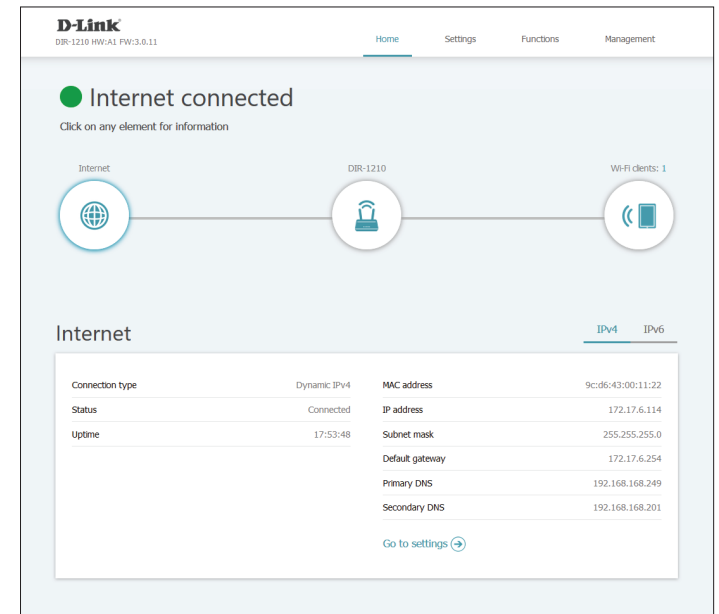 D-Link
DIR-1210 HW:A1 FW:3.0.11
Home Settings Functions Management
Internet connected
Click on any element for information
Internet DIR-1210 Wi-Fi clients: 1
Internet
IPv4 IPv6
Connection type Dynamic IPv4 MAC address 9c:d6:43:00:11:22
Status Connected IP address 172.17.6.114
Uptime 17:53:48 Subnet mask 255.255.255.0
Default gateway 172.17.6.254
Primary DNS 192.168.168.249
Secondary DNS 192.168.168.201
Go to settings